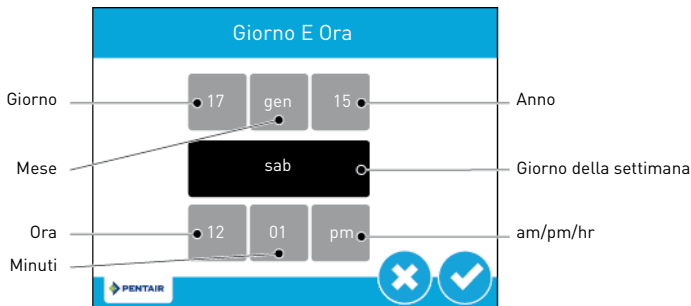 Giorno E Ora
Giorno 17 gen 15 Anno
Mese sab Giorno della settimana
Ora 12 01 pm am/pm/hr
Minuti
PENTAIR